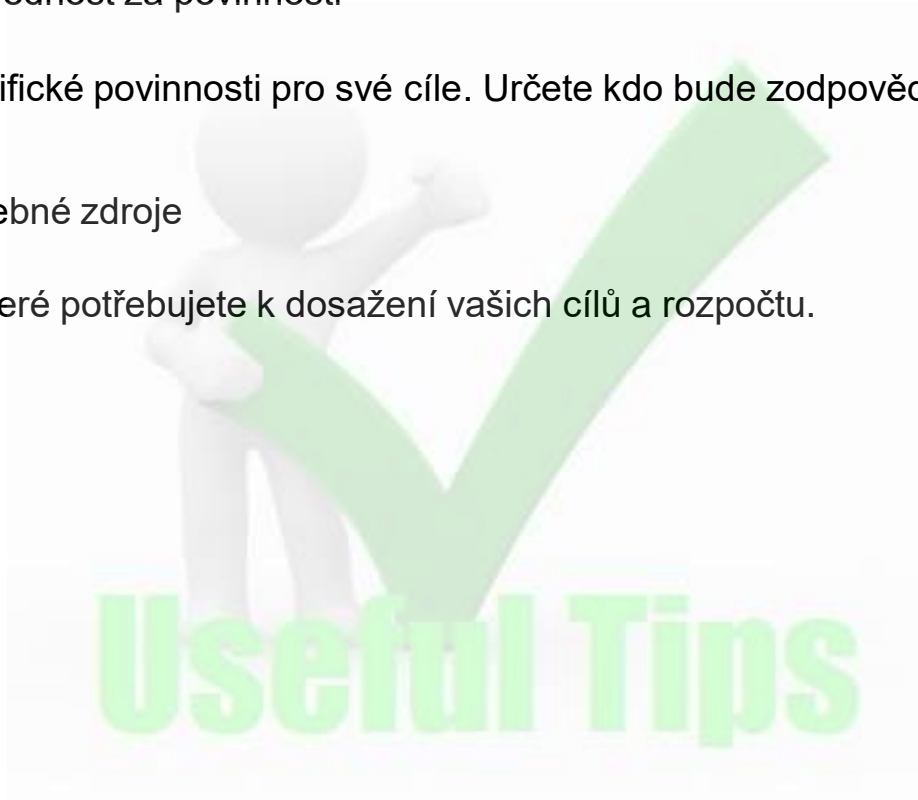 povinnosti
ifické povinnosti pro své cíle. Určete kdo bude zodpověd
ebné zdroje
eré potřebujete k dosažení vašich cílů a rozpočtu.
Useful Tips